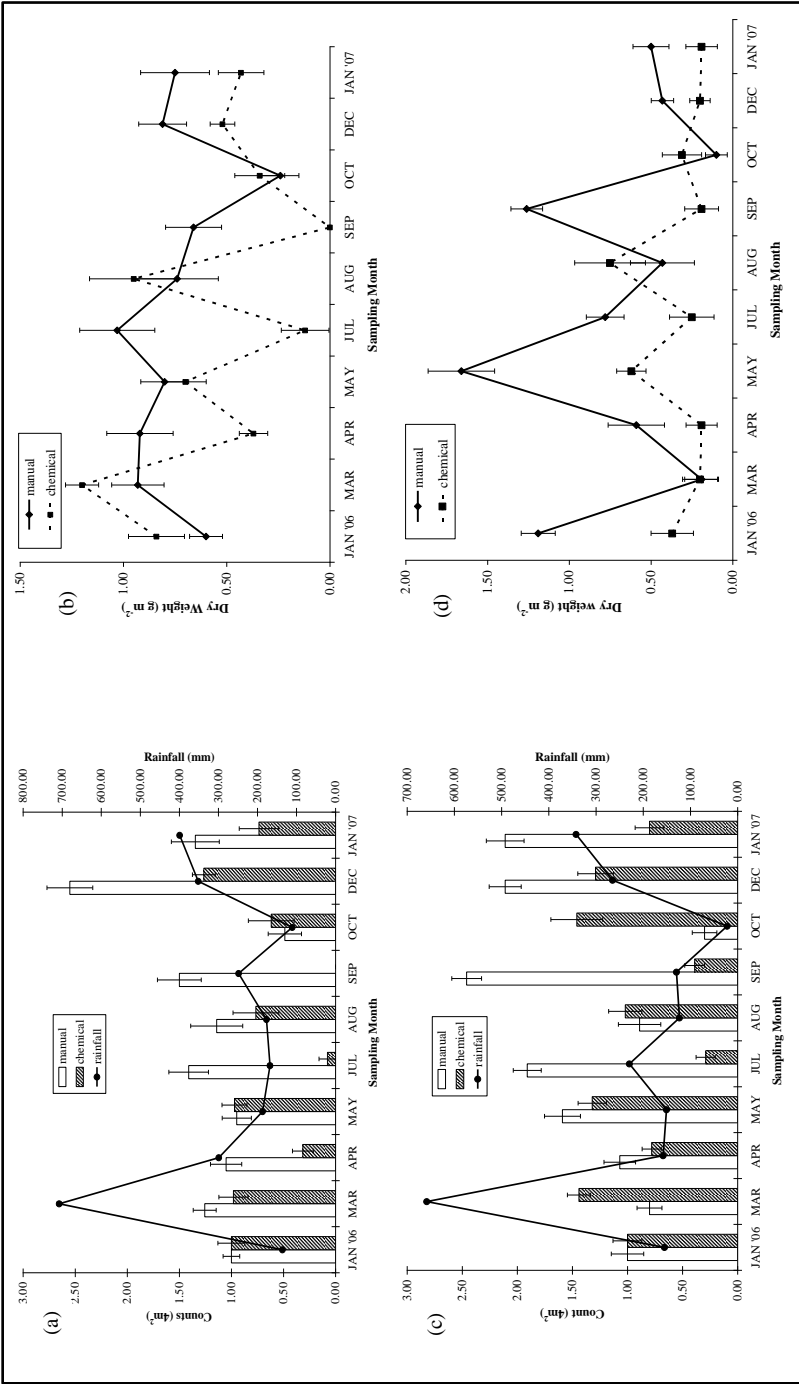 (a)
3.00
2.50
2.00
1.50
1.00
0.50
0.00
Counts (4m²)
800.00
700.00
600.00
500.00
400.00
300.00
200.00
100.00
0.00
Rainfall (mm)
manual
chemical
rainfall
JAN '06 MAR APR MAY JUL AUG SEP OCT DEC JAN '07
Sampling Month
(b)
1.50
1.00
0.50
0.00
Dry Weight (g m⁻²)
manual
chemical
JAN '06 MAR APR MAY JUL AUG SEP OCT DEC JAN '07
Sampling Month
(c)
3.00
2.50
2.00
1.50
1.00
0.50
0.00
Count (4m²)
700.00
600.00
500.00
400.00
300.00
200.00
100.00
0.00
Rainfall (mm)
manual
chemical
rainfall
JAN '06 MAR APR MAY JUL AUG SEP OCT DEC JAN '07
Sampling Month
(d)
2.00
1.50
1.00
0.50
0.00
Dry weight (g m⁻²)
manual
chemical
JAN '06 MAR APR MAY JUL AUG SEP OCT DEC JAN '07
Sampling Month